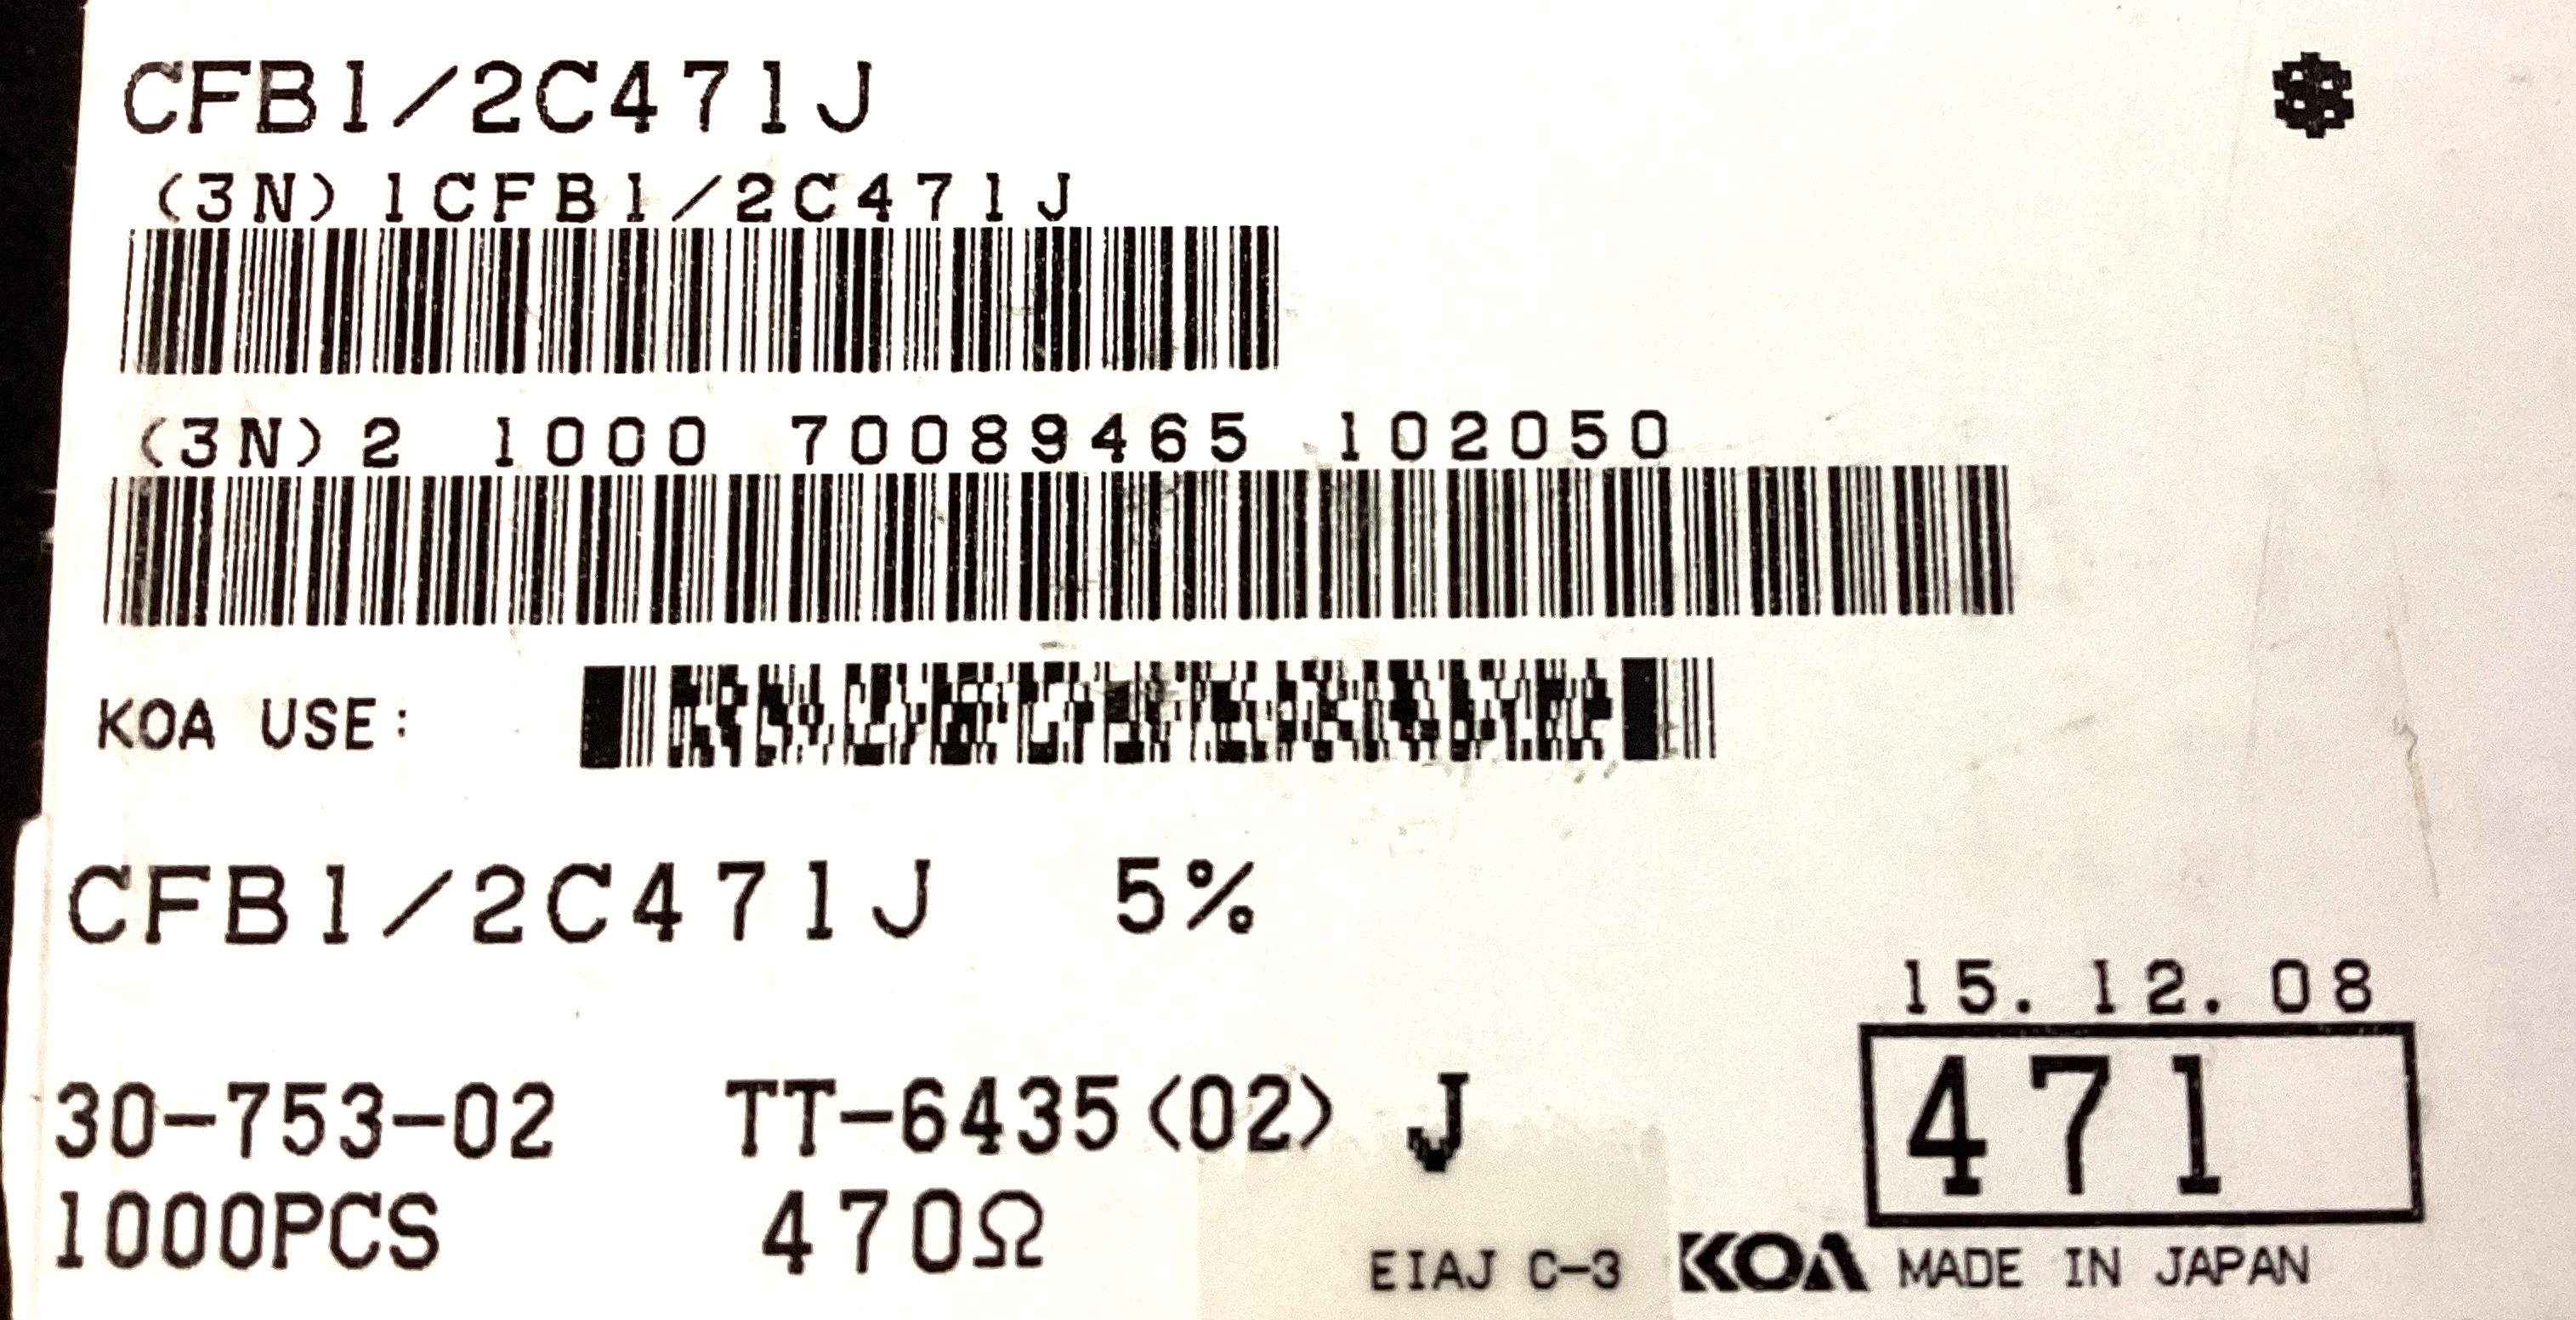 CFB1/2C471J
(3N)1CFB1/2C471J
(3N)2 1000 70089465 102050
KOA USE:
CFB1/2C471J 5%
15.12.08
30-753-02 TT-6435(02) J 471
1000PCS 470Ω
EIAJ C-3 KOA MADE IN JAPAN